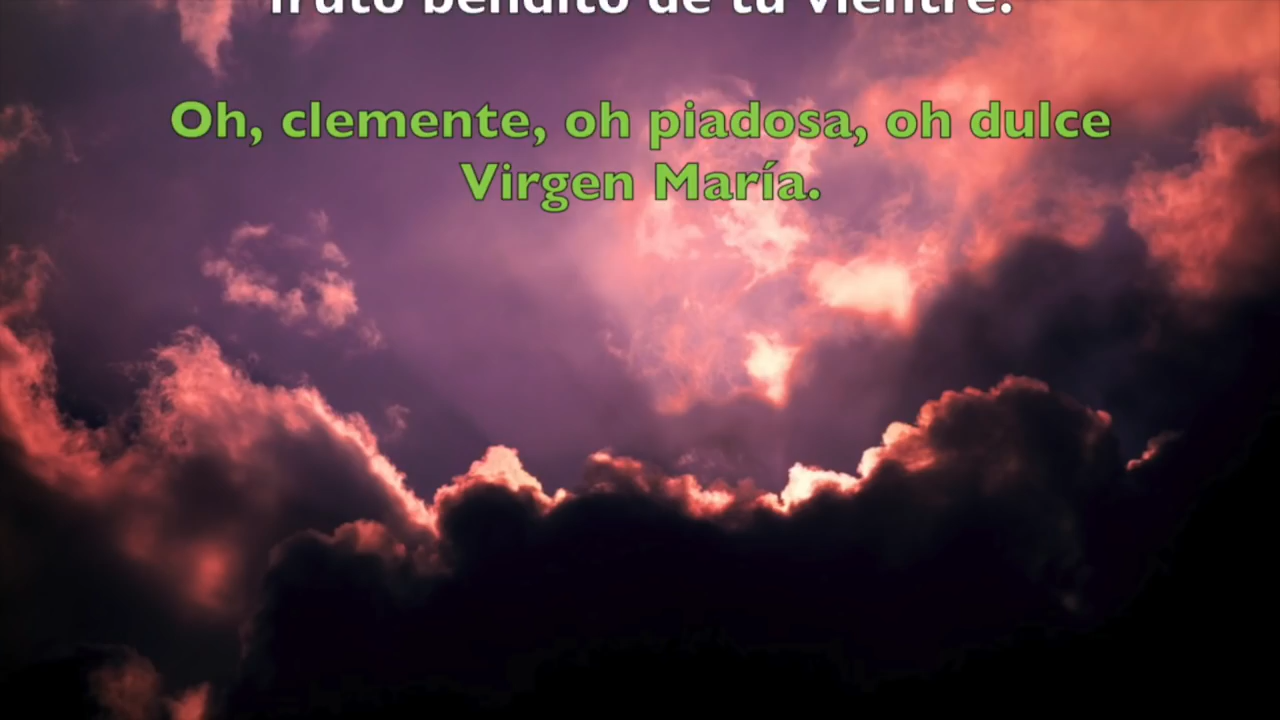 fruto bendito de tu vientre.
Oh, clemente, oh piadosa, oh dulce
Virgen María.